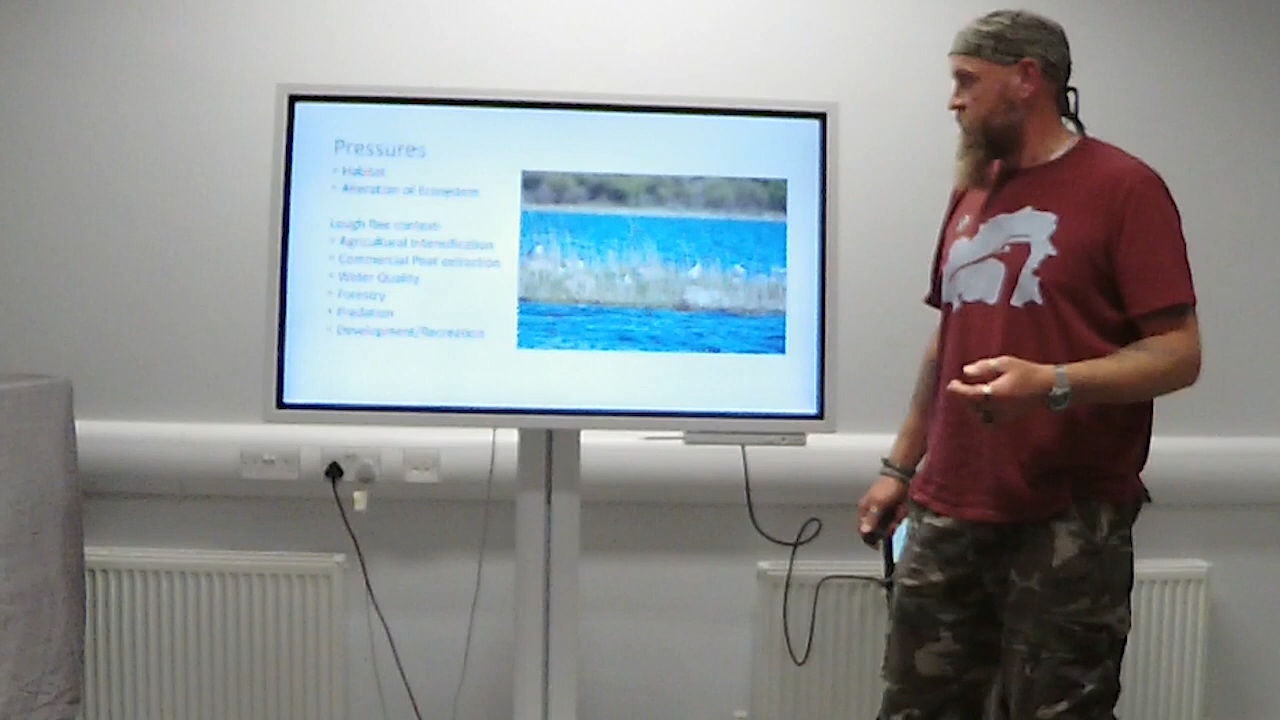 Pressures
• Habitat
• Alteration of Ecosystem
Lough Ree context:
• Agricultural Intensification
• Commercial Peat extraction
• Water Quality
• Forestry
• Predation
• Development/Recreation